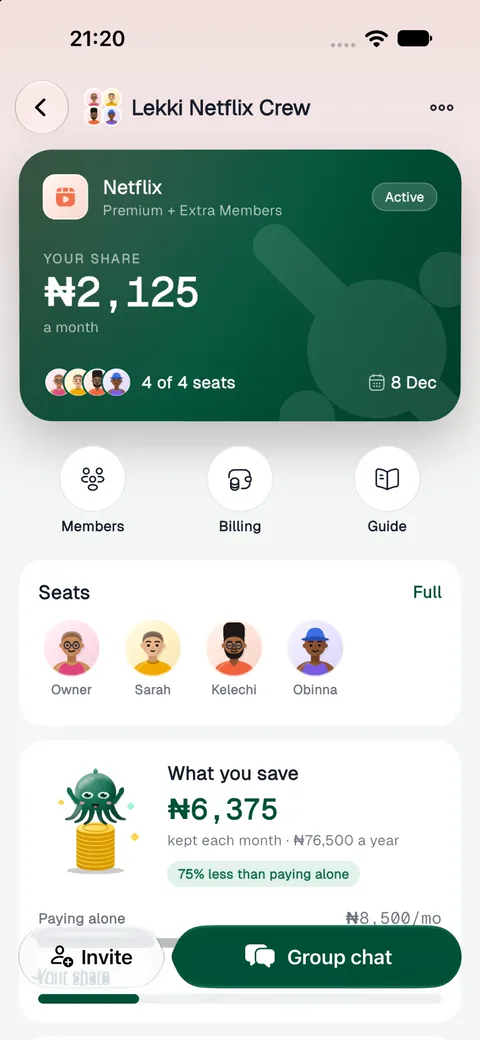 21:20
Lekki Netflix Crew
Netflix
Premium + Extra Members
Active
YOUR SHARE
₦2,125
a month
4 of 4 seats
8 Dec
Members
Billing
Guide
Seats
Full
Owner
Sarah
Kelechi
Obinna
What you save
₦6,375
kept each month · ₦76,500 a year
75% less than paying alone
Paying alone
₦8,500/mo
Invite
Group chat
Your share